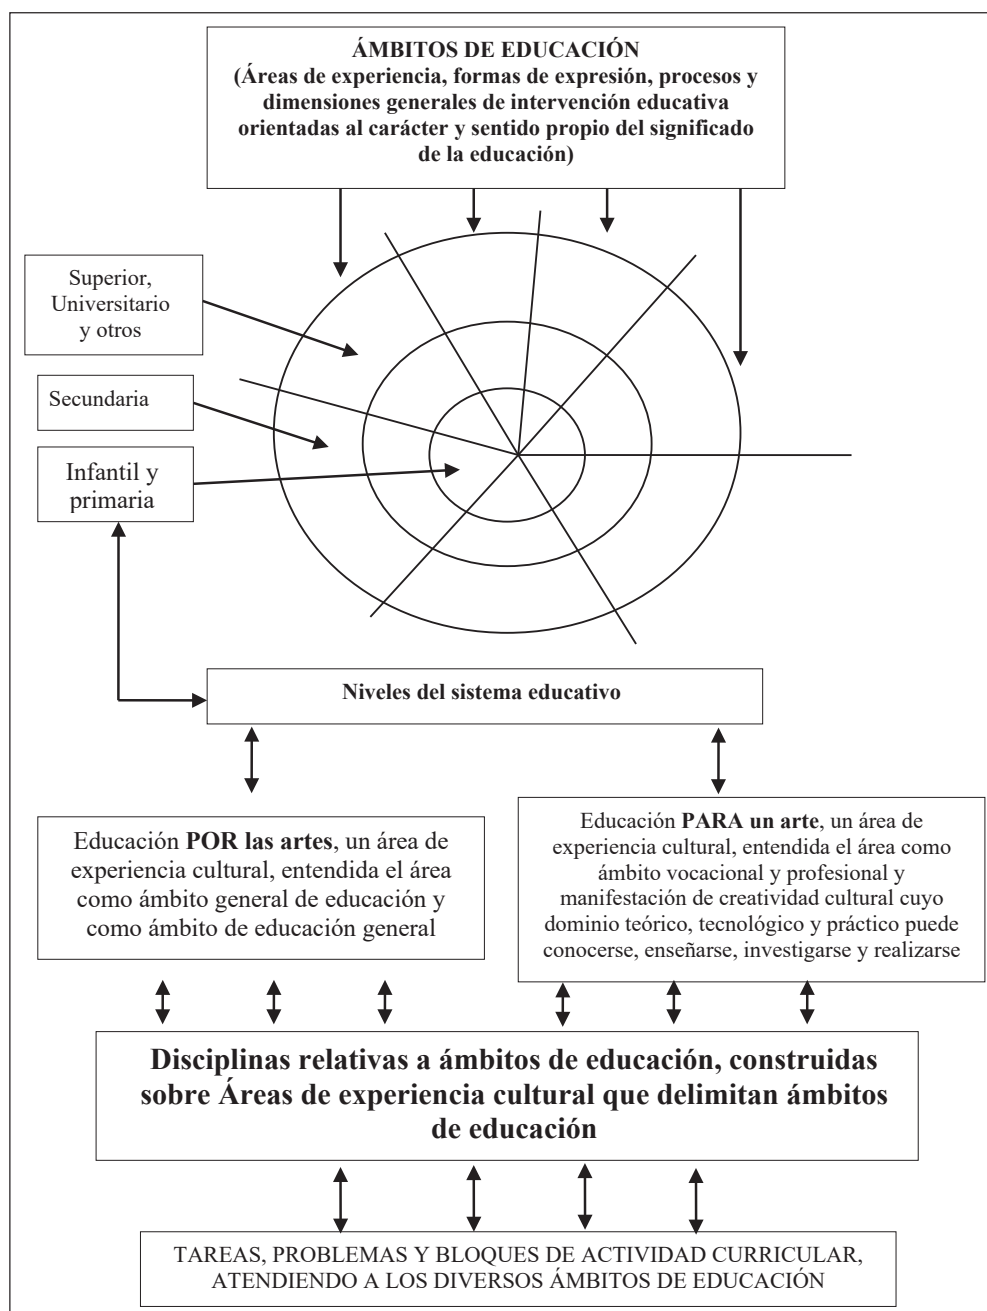 ÁMBITOS DE EDUCACIÓN
(Áreas de experiencia, formas de expresión, procesos y
dimensiones generales de intervención educativa
orientadas al carácter y sentido propio del significado
de la educación)
Superior,
Universitario
y otros
Secundaria
Infantil y
primaria
Niveles del sistema educativo
Educación POR las artes, un área de
experiencia cultural, entendida el área
como ámbito general de educación y
como ámbito de educación general
Educación PARA un arte, un área de
experiencia cultural, entendida el área como
ámbito vocacional y profesional y
manifestación de creatividad cultural cuyo
dominio teórico, tecnológico y práctico puede
conocerse, enseñarse, investigarse y realizarse
Disciplinas relativas a ámbitos de educación, construidas
sobre Áreas de experiencia cultural que delimitan ámbitos
de educación
TAREAS, PROBLEMAS Y BLOQUES DE ACTIVIDAD CURRICULAR,
ATENDIENDO A LOS DIVERSOS ÁMBITOS DE EDUCACIÓN